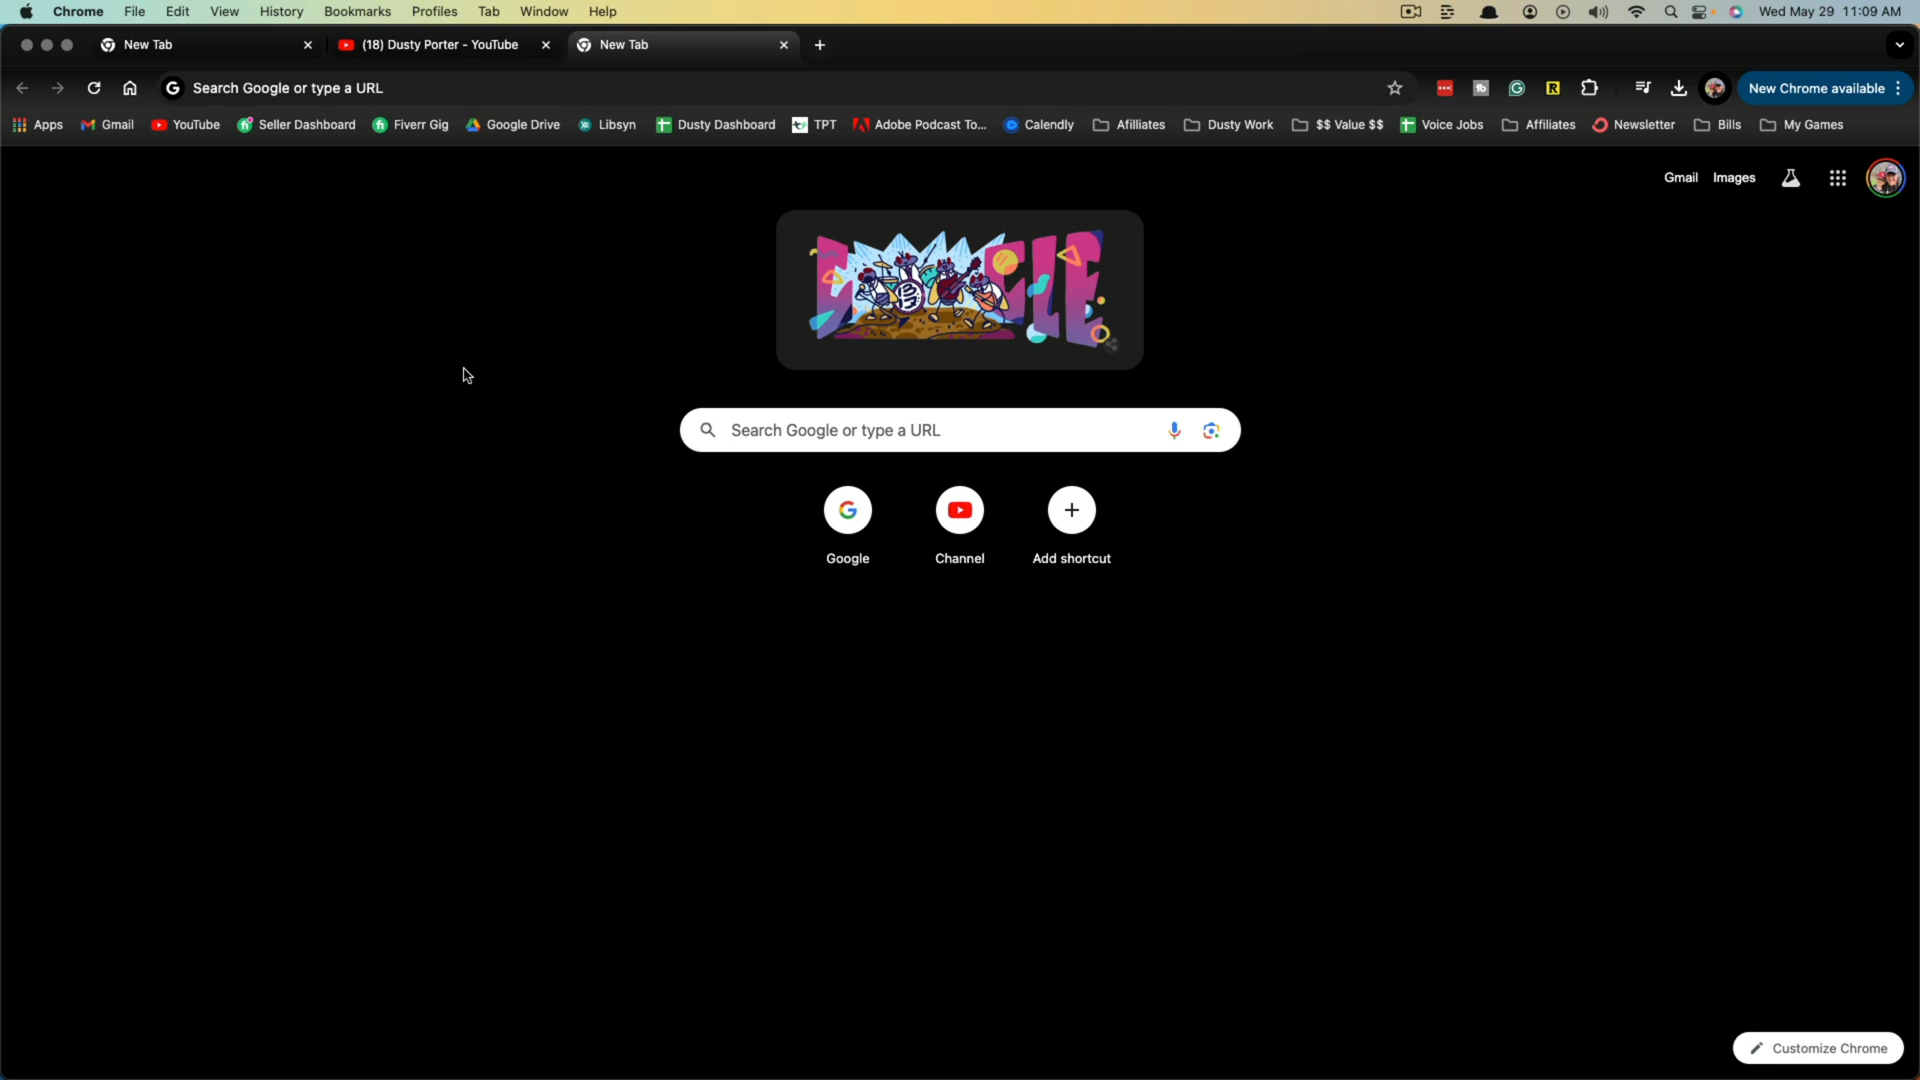 Chrome File Edit View History Bookmarks Profiles Tab Window Help Wed May 29 11:09 AM
New Tab (18) Dusty Porter - YouTube New Tab
Search Google or type a URL New Chrome available
Apps Gmail YouTube Seller Dashboard Fiverr Gig Google Drive Libsyn Dusty Dashboard TPT Adobe Podcast To... Calendly Afilliates Dusty Work $$ Value $$ Voice Jobs Affiliates Newsletter Bills My Games
Gmail Images
Search Google or type a URL
Google Channel Add shortcut
Customize Chrome